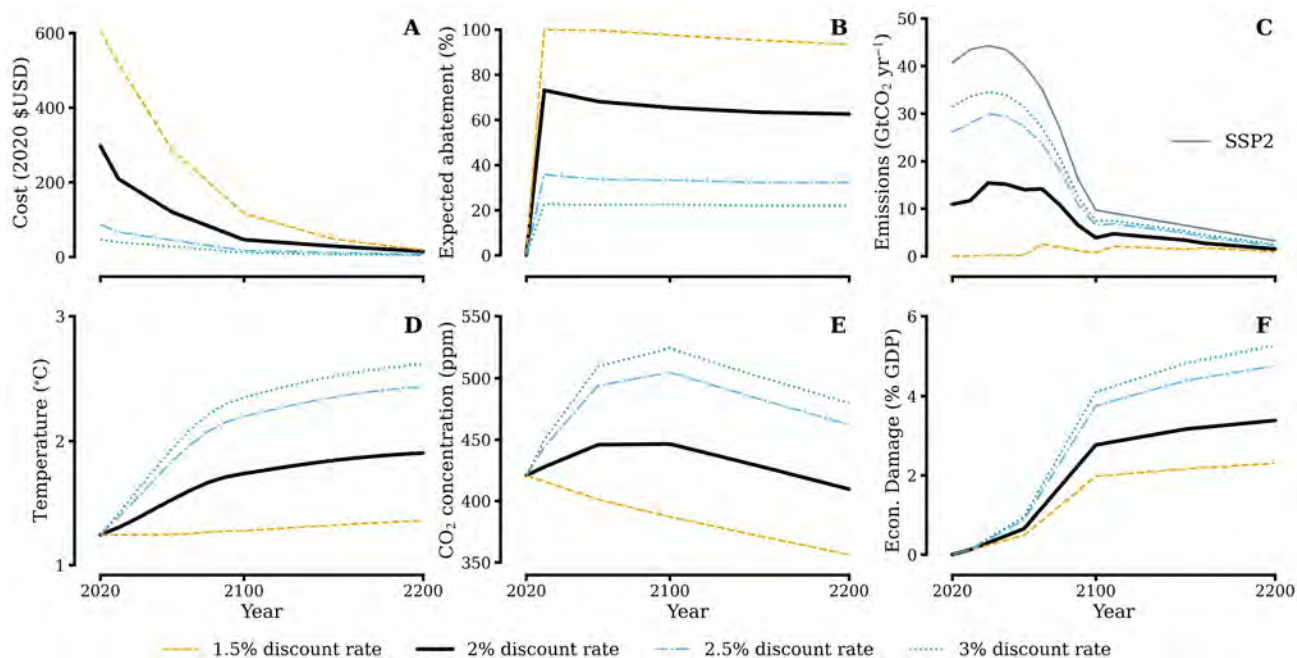 A
Cost (2020 $USD)
600
400
200
0
B
Expected abatement (%)
100
80
60
40
20
0
C
Emissions (GtCO₂ yr⁻¹)
50
40
30
20
10
0
SSP2
D
Temperature (°C)
3
2
1
2020 2100 2200
Year
E
CO₂ concentration (ppm)
550
500
450
400
350
2020 2100 2200
Year
F
Econ. Damage (% GDP)
6
4
2
0
2020 2100 2200
Year
1.5% discount rate 2% discount rate 2.5% discount rate 3% discount rate